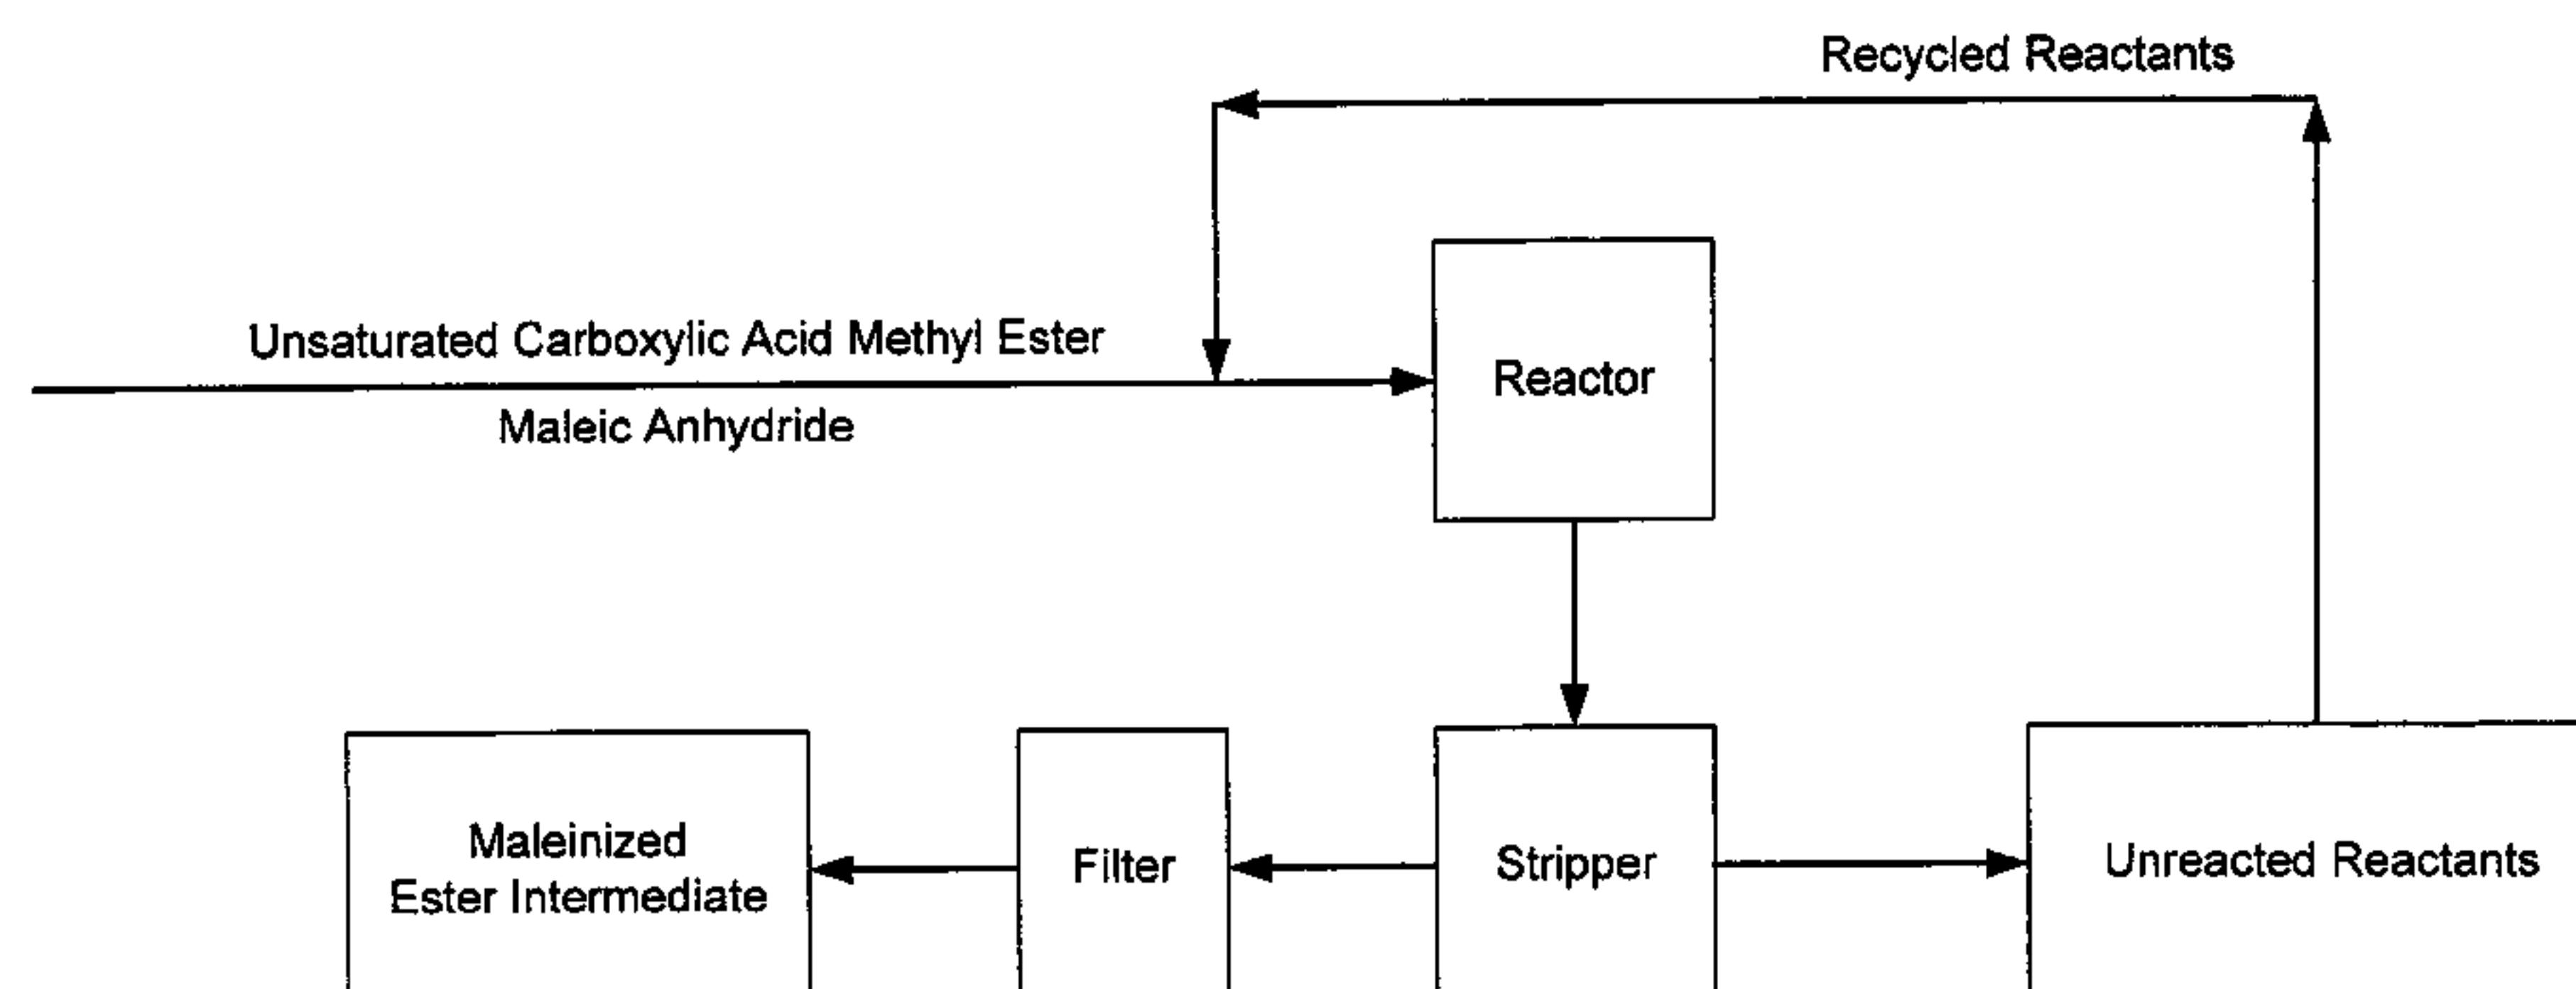 Recycled Reactants
Unsaturated Carboxylic Acid Methyl Ester
Maleic Anhydride
Reactor
Maleinized
Ester Intermediate
Filter
Stripper
Unreacted Reactants